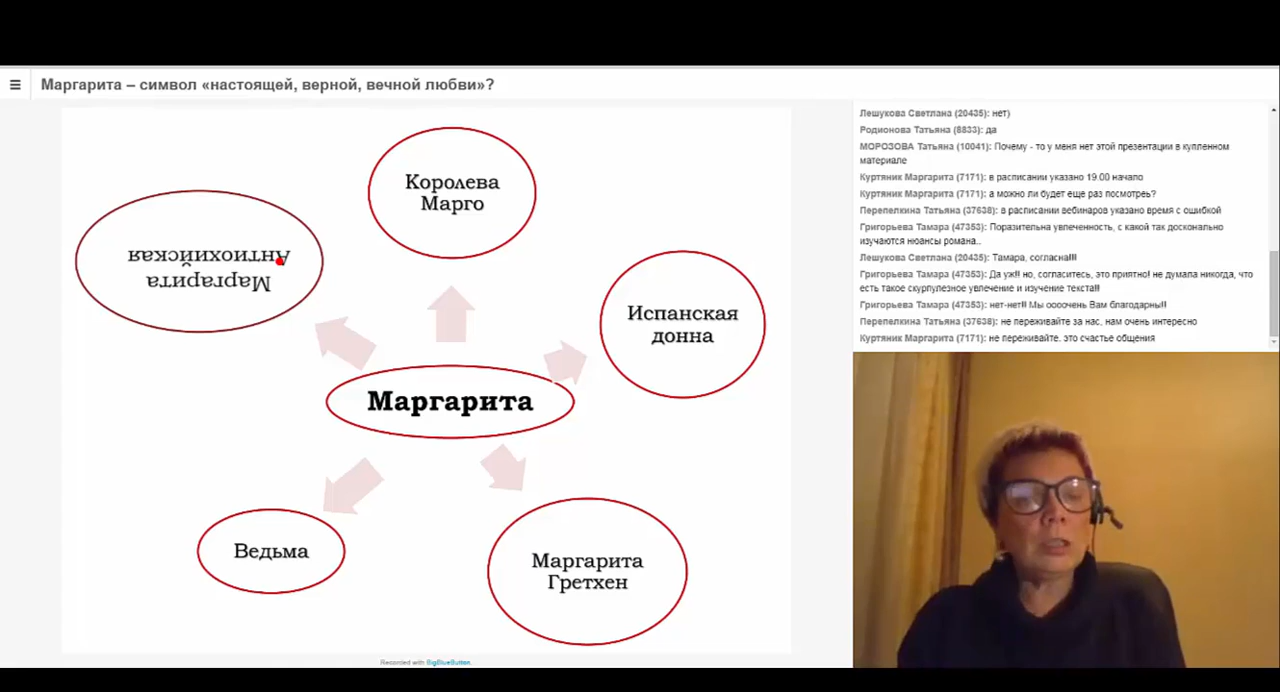 Маргарита – символ «настоящей, верной, вечной любви»?
Королева
Марго
Маргарита
Антиохийская
Испанская
донна
Маргарита
Ведьма
Маргарита
Гретхен
Recorded with BigBlueButton.
Лешукова Светлана (20435): нет)
Родионова Татьяна (8833): да
МОРОЗОВА Татьяна (10041): Почему - то у меня нет этой презентации в купленном
материале
Куртяник Маргарита (7171): в расписании указано 19.00 начало
Куртяник Маргарита (7171): а можно ли будет еще раз посмотреь?
Перепелкина Татьяна (37638): в расписании вебинаров указано время с ошибкой
Григорьева Тамара (47353): Поразительна увлеченность, с какой так досконально
изучаются нюансы романа..
Лешукова Светлана (20435): Тамара, согласна!!!
Григорьева Тамара (47353): Да уж!! но, согласитесь, это приятно! не думала никогда, что
есть такое скурпулезное увлечение и изучение текста!!!
Григорьева Тамара (47353): нет-нет!! Мы оооочень Вам благодарны!!
Перепелкина Татьяна (37638): не переживайте за нас, нам очень интересно
Куртяник Маргарита (7171): не переживайте. это счастье общения